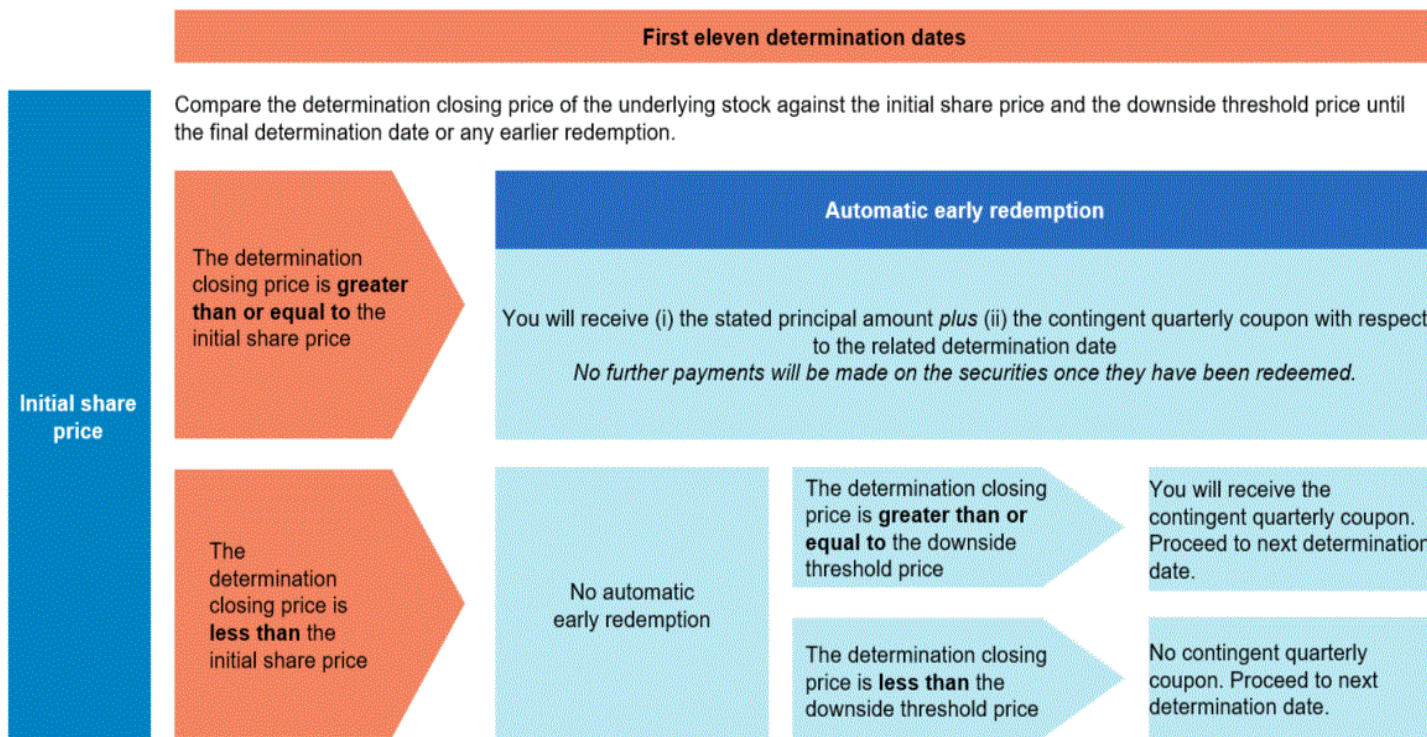 First eleven determination dates
Compare the determination closing price of the underlying stock against the initial share price and the downside threshold price until
the final determination date or any earlier redemption.
Initial share
price
The determination
closing price is greater
than or equal to the
initial share price
Automatic early redemption
You will receive (i) the stated principal amount plus (ii) the contingent quarterly coupon with respect
to the related determination date
No further payments will be made on the securities once they have been redeemed.
The
determination
closing price is
less than the
initial share price
No automatic
early redemption
The determination closing
price is greater than or
equal to the downside
threshold price
You will receive the
contingent quarterly coupon.
Proceed to next determination
date.
The determination closing
price is less than the
downside threshold price
No contingent quarterly
coupon. Proceed to next
determination date.